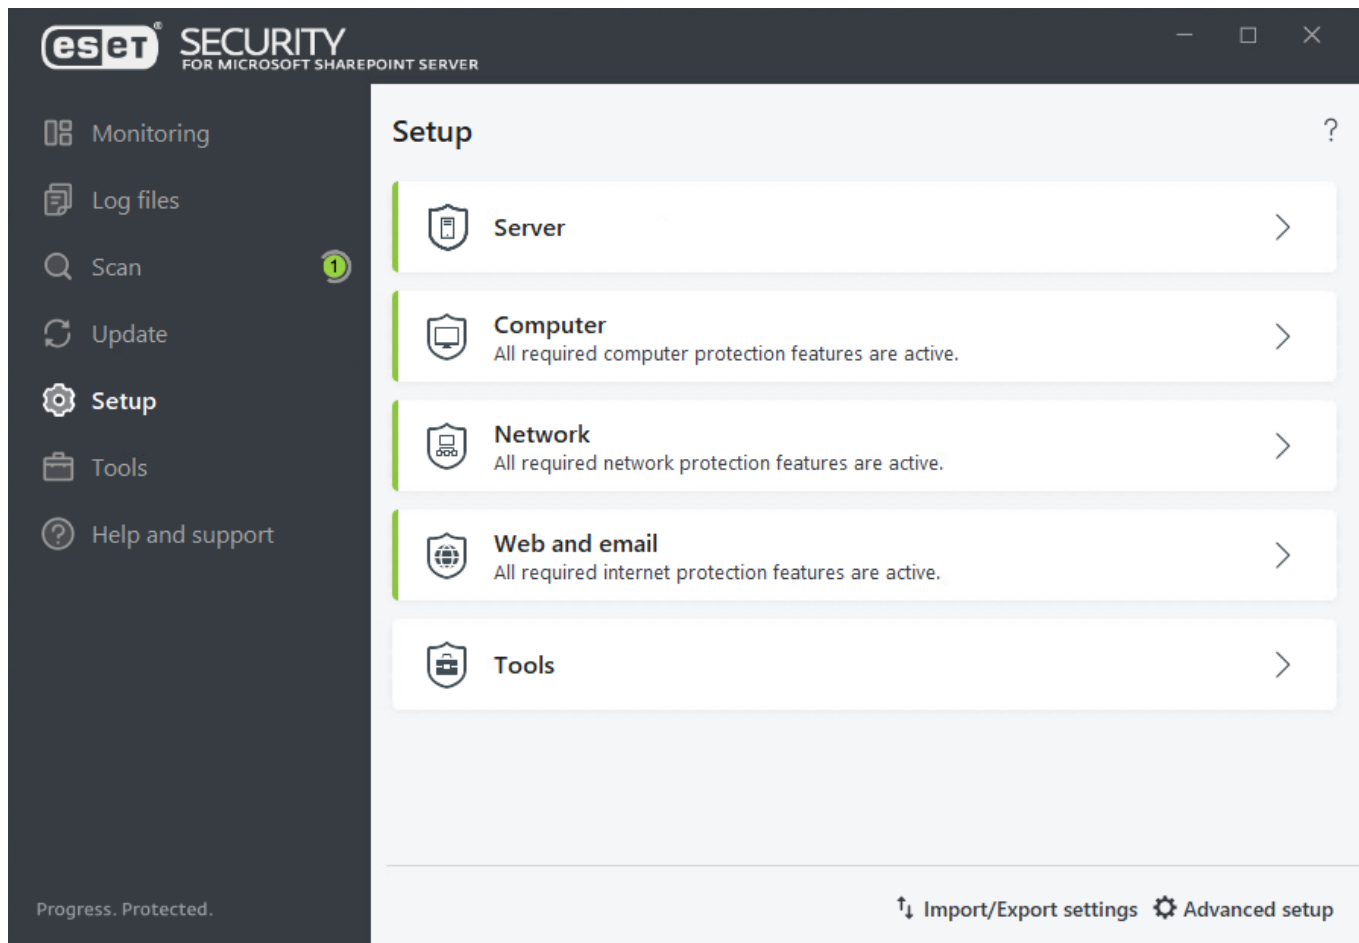 eset® SECURITY
FOR MICROSOFT SHAREPOINT SERVER
Monitoring
Log files
Scan 1
Update
Setup
Tools
Help and support
Progress. Protected.
Setup ?
Server
Computer
All required computer protection features are active.
Network
All required network protection features are active.
Web and email
All required internet protection features are active.
Tools
Import/Export settings Advanced setup